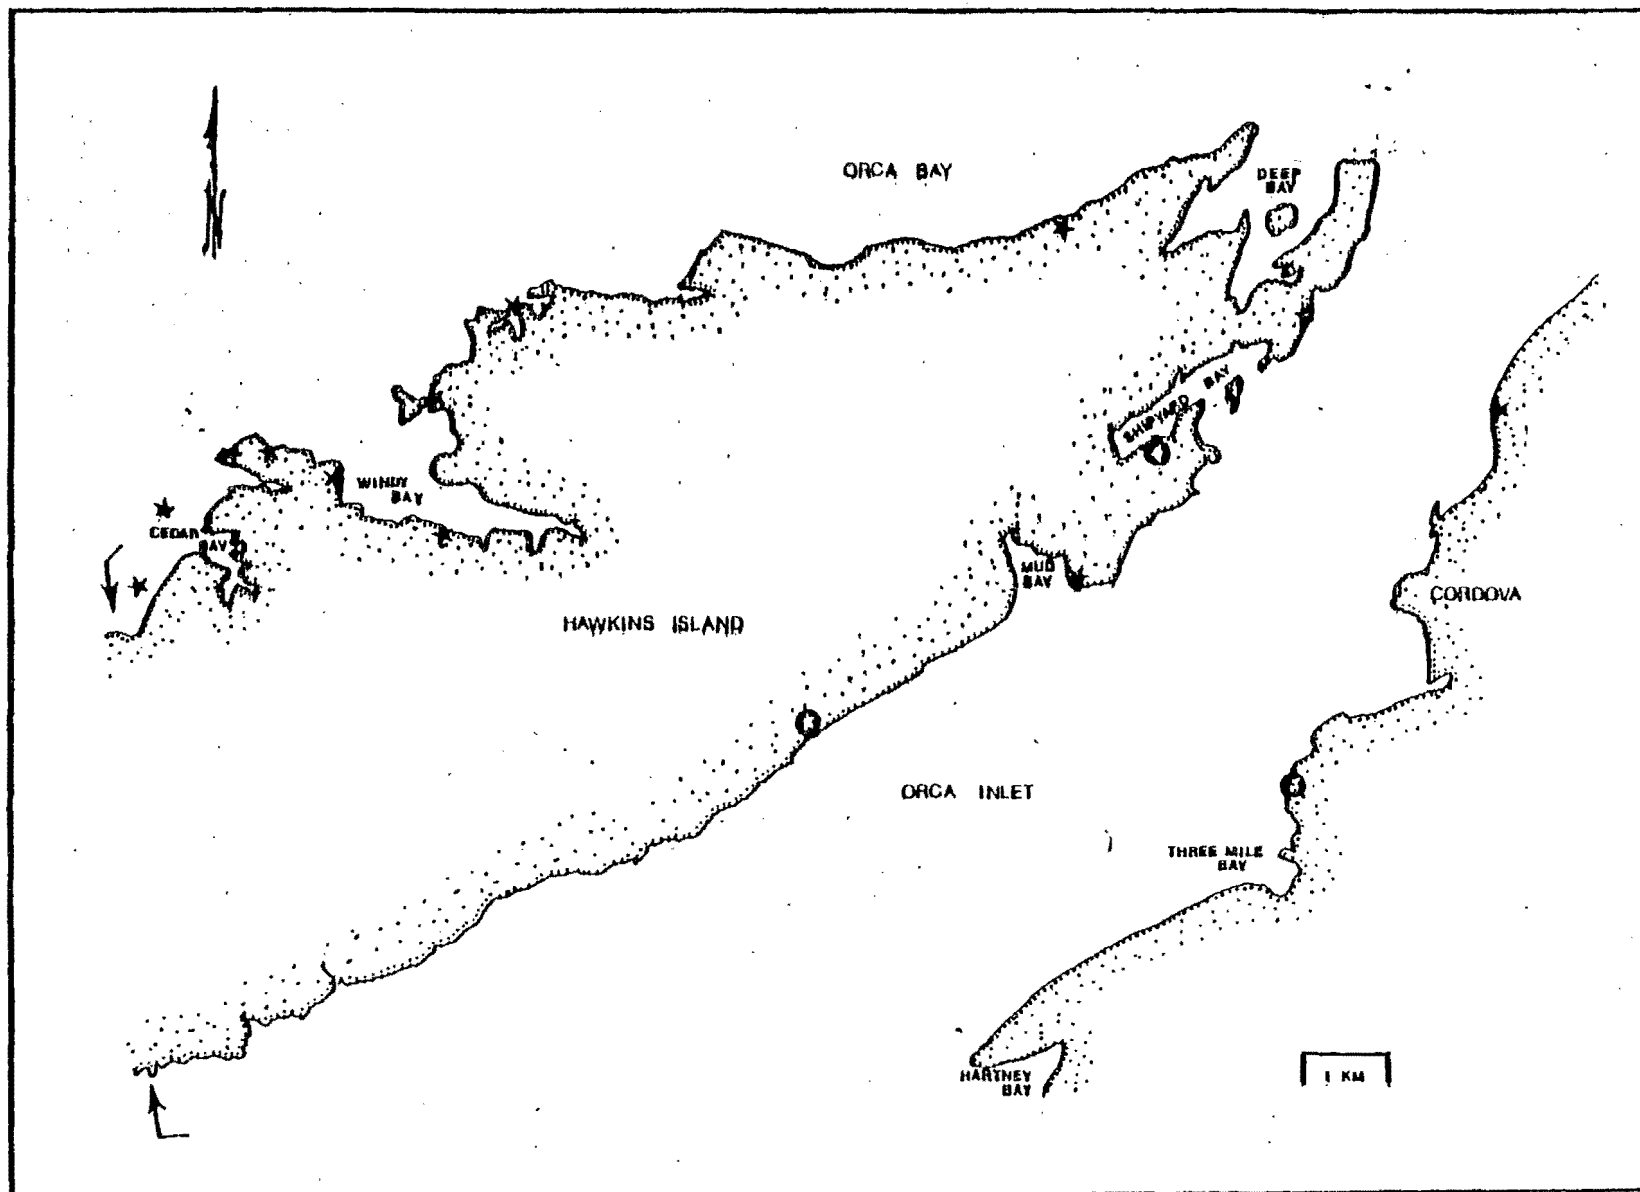 ORCA BAY
DEEP
BAY
SHIPYARD BAY
WINDY
BAY
CEDAR
BAY
MUD
BAY
CORDOVA
HAWKINS ISLAND
ORCA INLET
THREE MILE
BAY
HARTNEY
BAY
1 KM